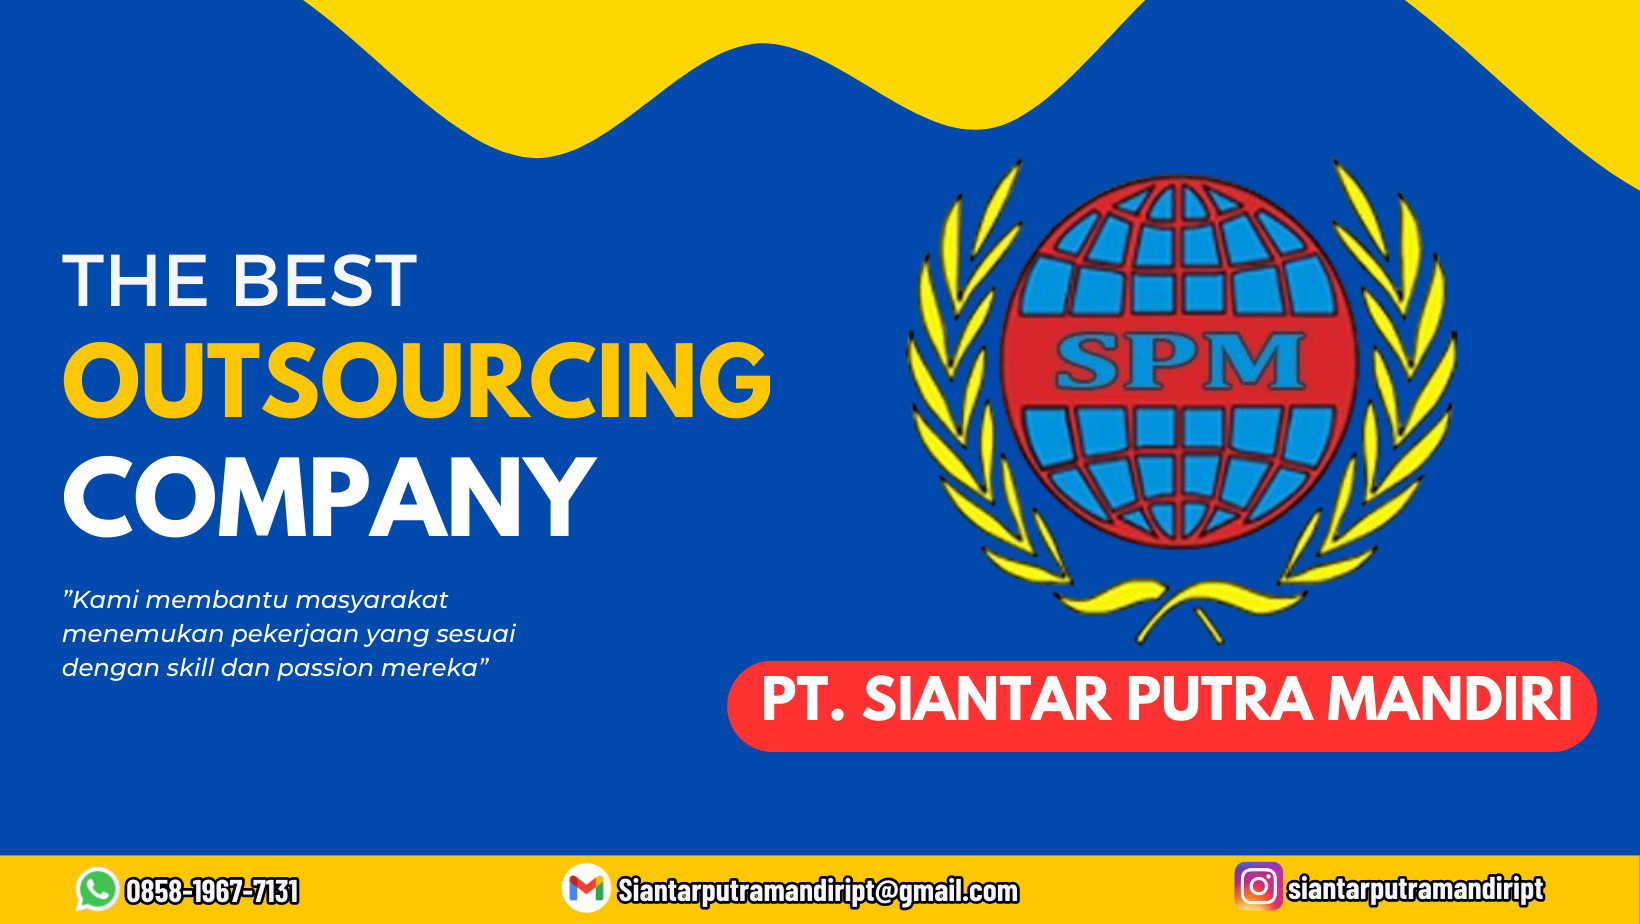 THE BEST
OUTSOURCING
COMPANY
”Kami membantu masyarakat
menemukan pekerjaan yang sesuai
dengan skill dan passion mereka”
SPM
PT. SIANTAR PUTRA MANDIRI
0858-1967-7131
Siantarputramandiript@gmail.com
siantarputramandiript